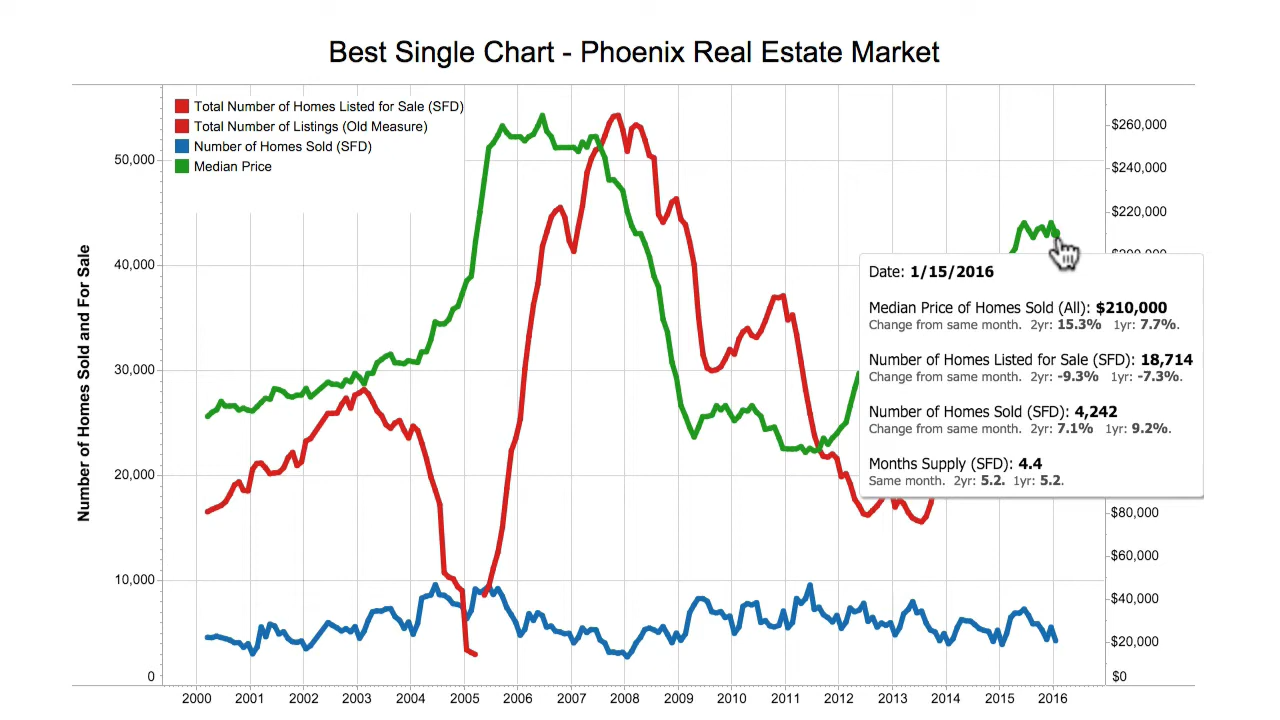 Best Single Chart - Phoenix Real Estate Market
Total Number of Homes Listed for Sale (SFD)
Total Number of Listings (Old Measure)
Number of Homes Sold (SFD)
Median Price
Number of Homes Sold and For Sale
50,000
40,000
30,000
20,000
10,000
0
$260,000
$240,000
$220,000
$200,000
Date: 1/15/2016
Median Price of Homes Sold (All): $210,000
Change from same month. 2yr: 15.3% 1yr: 7.7%.
Number of Homes Listed for Sale (SFD): 18,714
Change from same month. 2yr: -9.3% 1yr: -7.3%.
Number of Homes Sold (SFD): 4,242
Change from same month. 2yr: 7.1% 1yr: 9.2%.
Months Supply (SFD): 4.4
Same month. 2yr: 5.2. 1yr: 5.2.
$80,000
$60,000
$40,000
$20,000
$0
2000 2001 2002 2003 2004 2005 2006 2007 2008 2009 2010 2011 2012 2013 2014 2015 2016